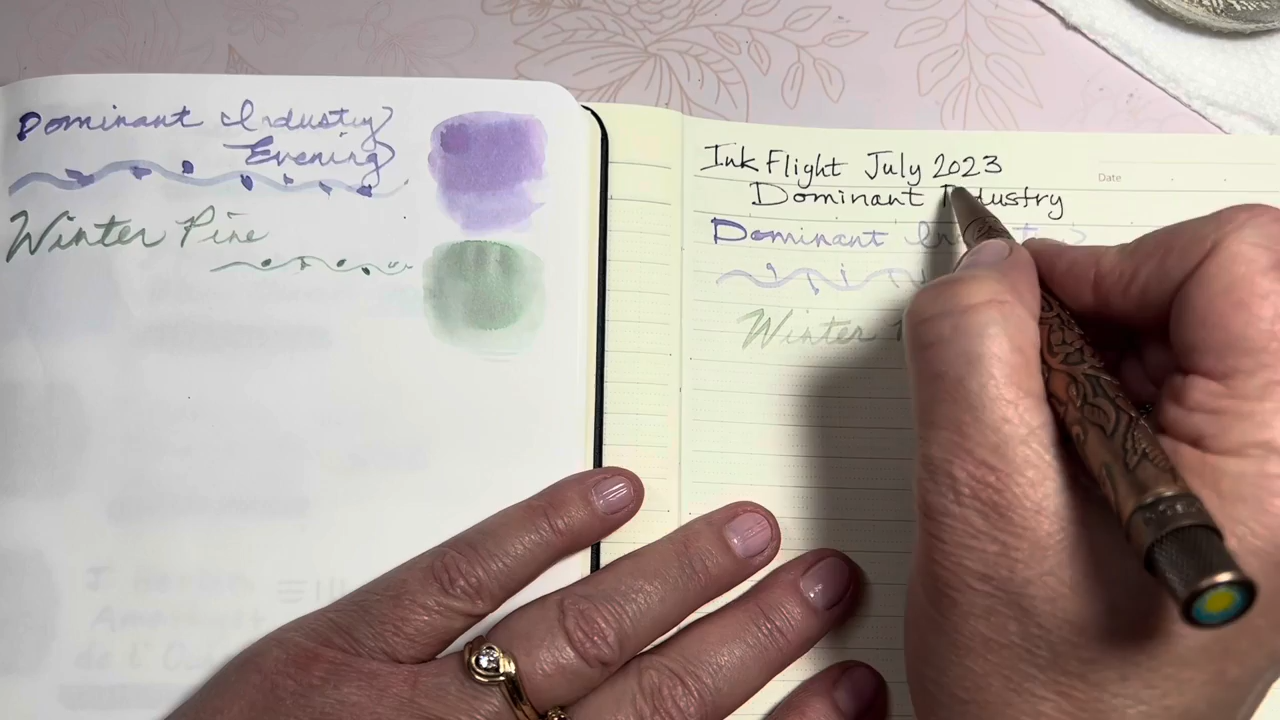 Dominant Industry
Evening
Winter Pine
Ink Flight July 2023
Date
Dominant Industry
Dominant
Winter